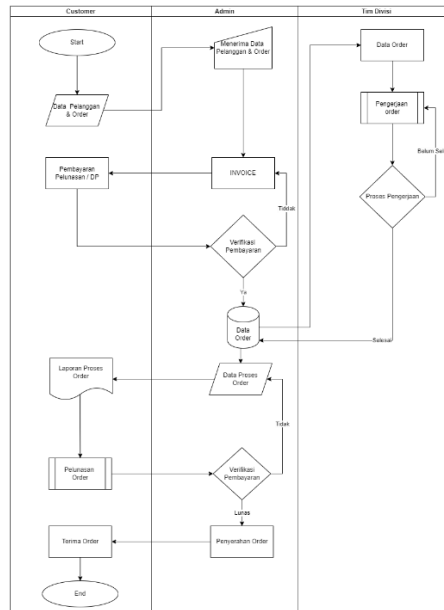 Customer
Admin
Tim Divisi
Start
Menerima Data
Pelanggan & Order
Data Order
Data Pelanggan
& Order
Pengerjaan
order
Belum Sel
Pembayaran
Pelunasan / DP
INVOICE
Tiddak
Proses Pengerjaan
Verifikasi
Pembayaran
Ya
Data
Order
Selesai
Laporan Proses
Order
Data Proses
Order
Tidak
Pelunasan
Order
Verifikasi
Pembayaran
Lunas
Terima Order
Penyerahan Order
End